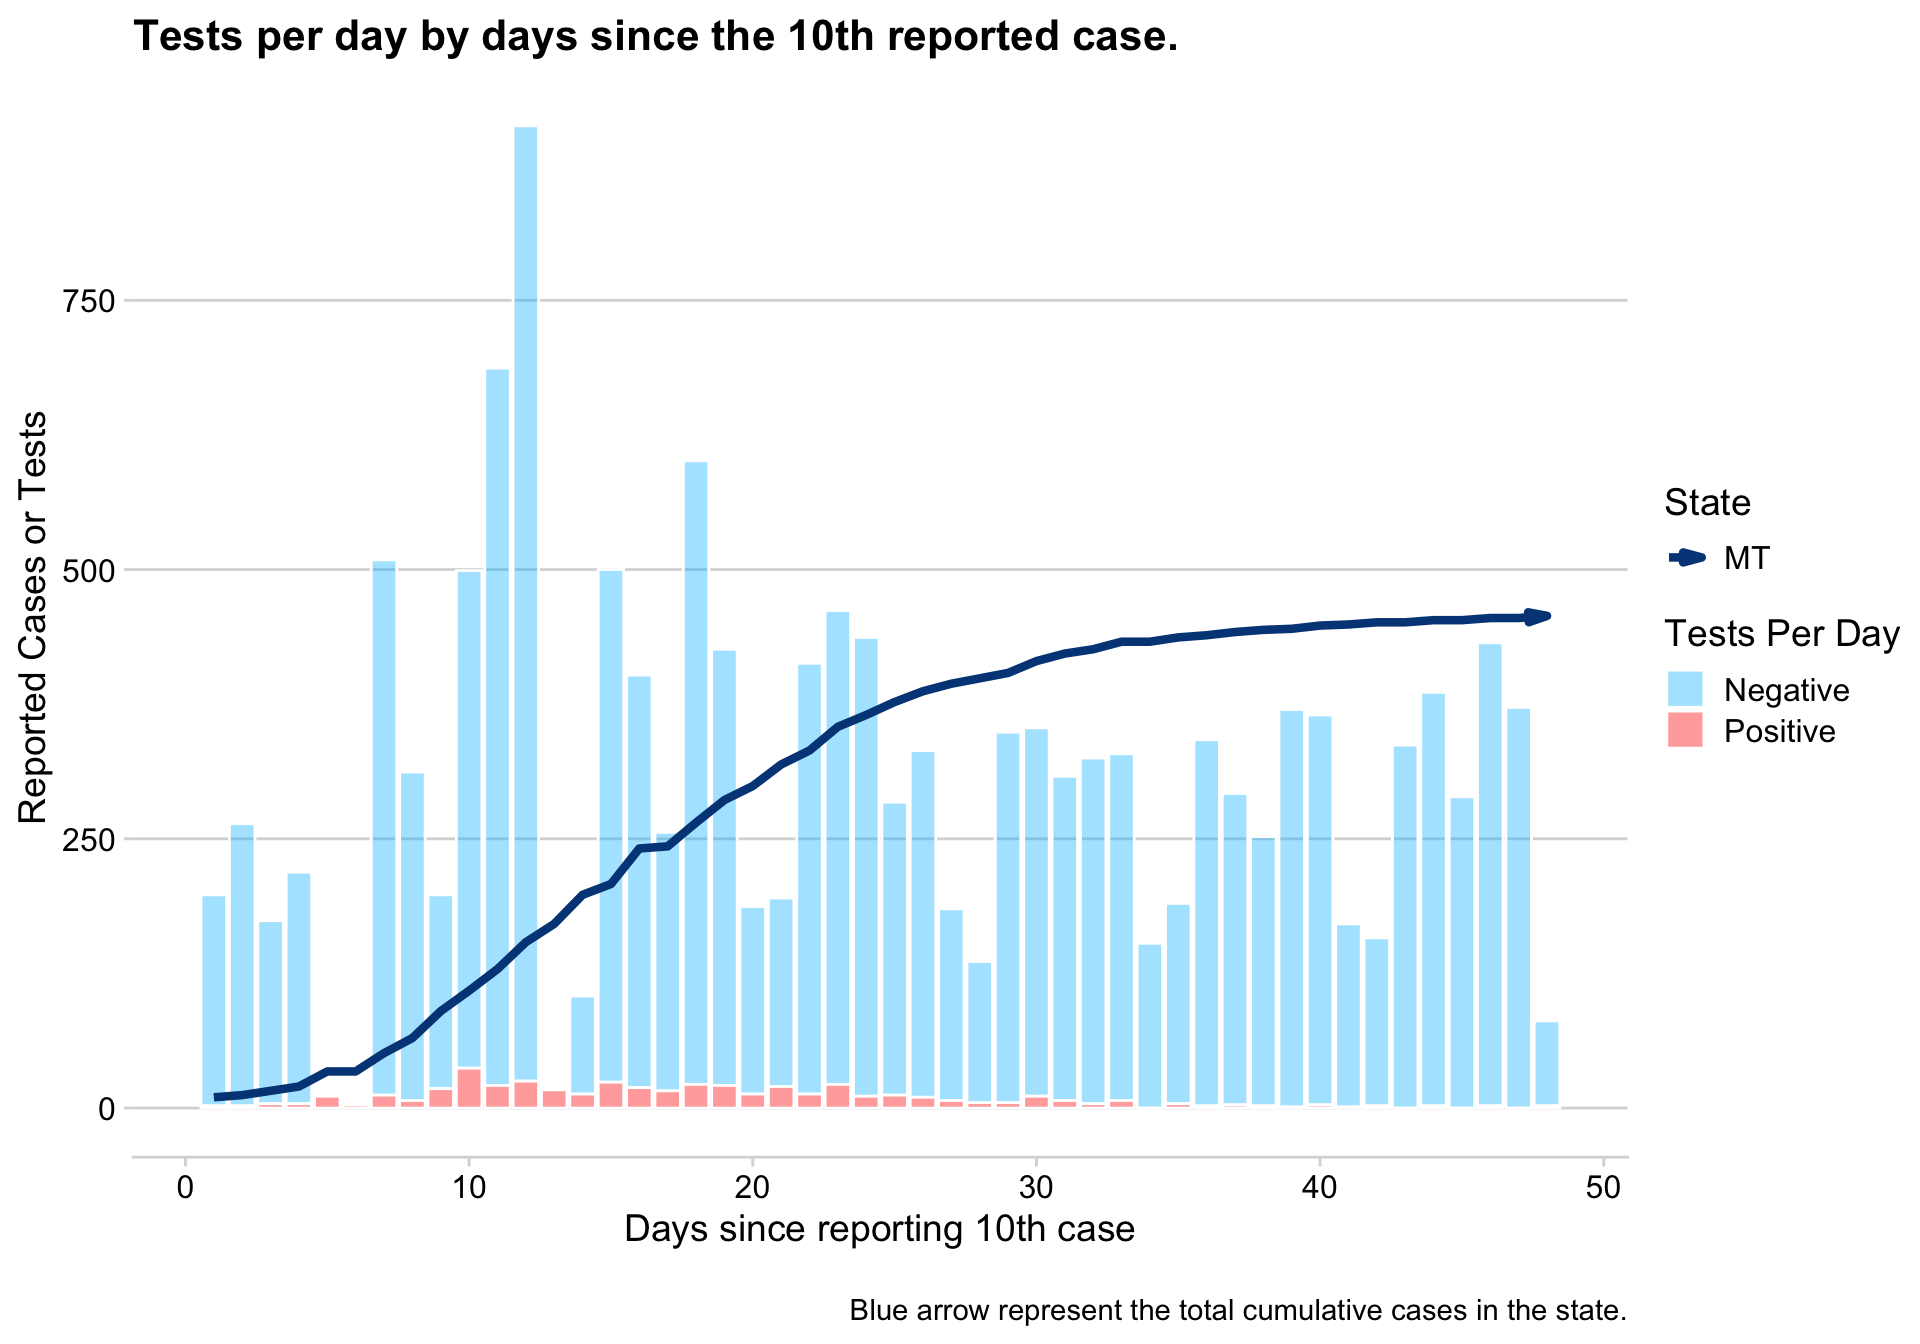 Tests per day by days since the 10th reported case.
Reported Cases or Tests
750
500
250
0
0 10 20 30 40 50
Days since reporting 10th case
State
MT
Tests Per Day
Negative
Positive
Blue arrow represent the total cumulative cases in the state.